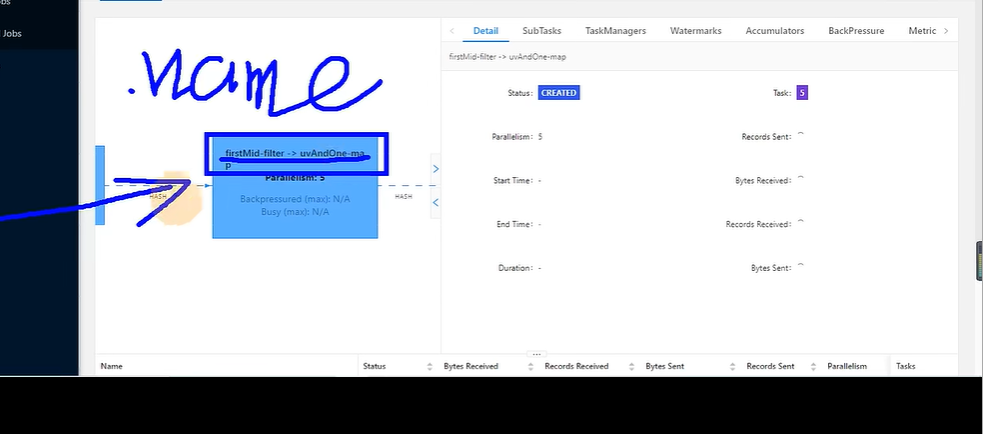 Jobs
Detail SubTasks TaskManagers Watermarks Accumulators BackPressure Metric
firstMid-filter -> uvAndOne-map
.name
Status: CREATED Task: 5
firstMid-filter -> uvAndOne-ma
p
Parallelism: 5
Backpressured (max): N/A
Busy (max): N/A
HASH
HASH
Parallelism: 5 Records Sent:
Start Time: - Bytes Received:
End Time: - Records Received:
Duration: - Bytes Sent:
Name Status Bytes Received Records Received Bytes Sent Records Sent Parallelism Tasks